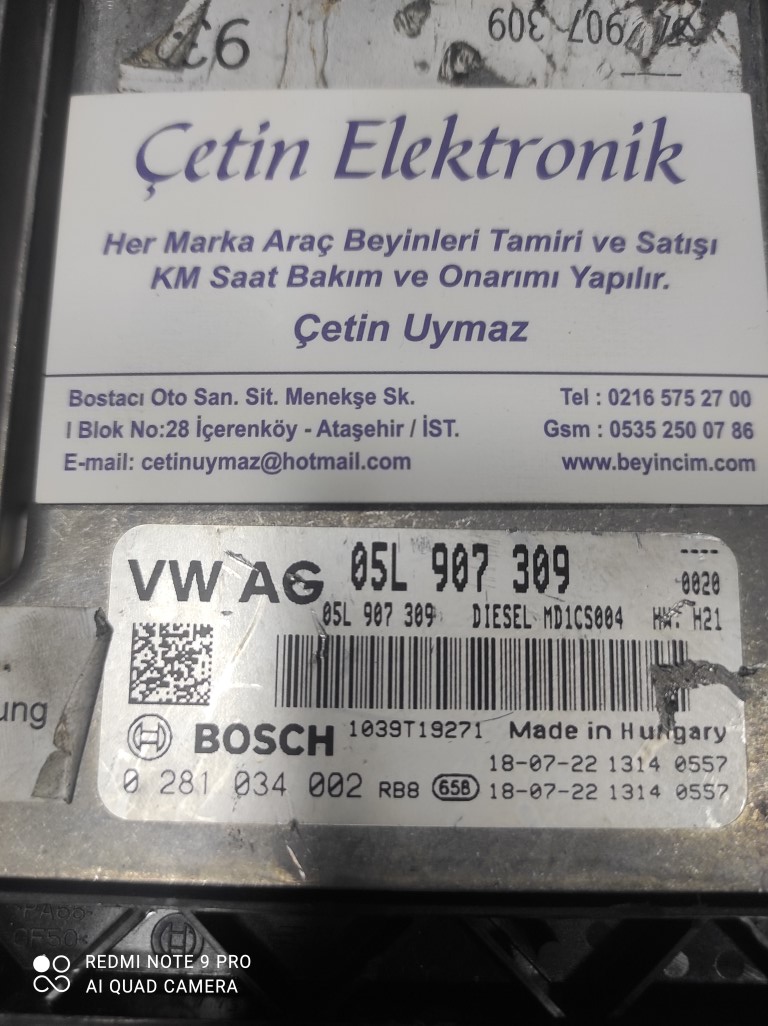 907 309
93
Çetin Elektronik
Her Marka Araç Beyinleri Tamiri ve Satışı
KM Saat Bakım ve Onarımı Yapılır.
Çetin Uymaz
Bostacı Oto San. Sit. Menekşe Sk.
I Blok No:28 İçerenköy - Ataşehir / İST.
E-mail: cetinuymaz@hotmail.com
Tel : 0216 575 27 00
Gsm : 0535 250 07 86
www.beyincim.com
VW AG 05L 907 309 ----
0020
05L 907 309 DIESEL MD1CS004 HW: H21
ung
BOSCH 1039T19271 Made in Hungary
18-07-22 1314 0557
0 281 034 002 RB8 658 18-07-22 1314 0557
REDMI NOTE 9 PRO
AI QUAD CAMERA